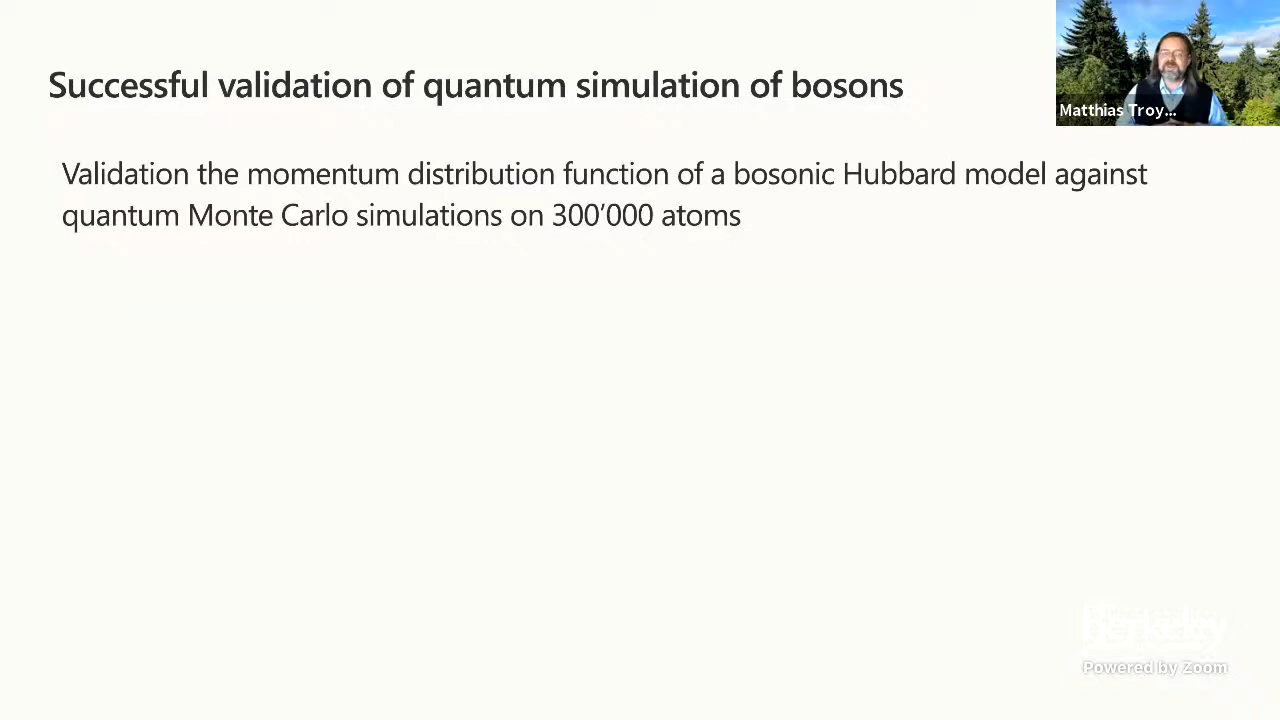 Successful validation of quantum simulation of bosons
Matthias Troy...
Validation the momentum distribution function of a bosonic Hubbard model against
quantum Monte Carlo simulations on 300’000 atoms
Berkeley
Powered by Zoom